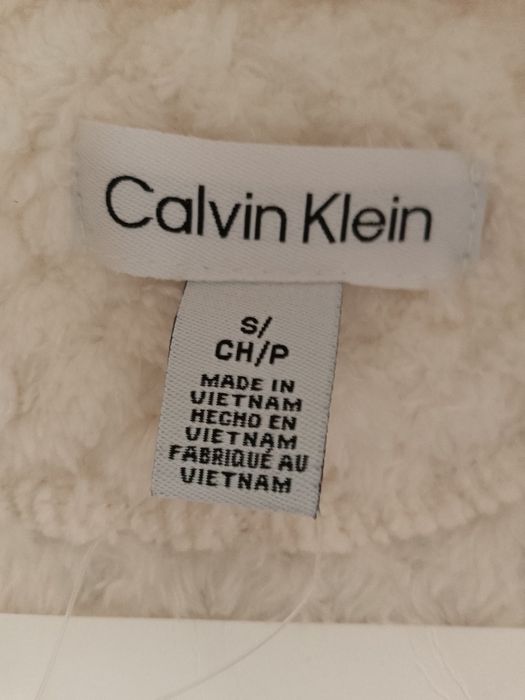 Calvin Klein
S/
CH/P
MADE IN
VIETNAM
HECHO EN
VIETNAM
FABRIQUÉ AU
VIETNAM